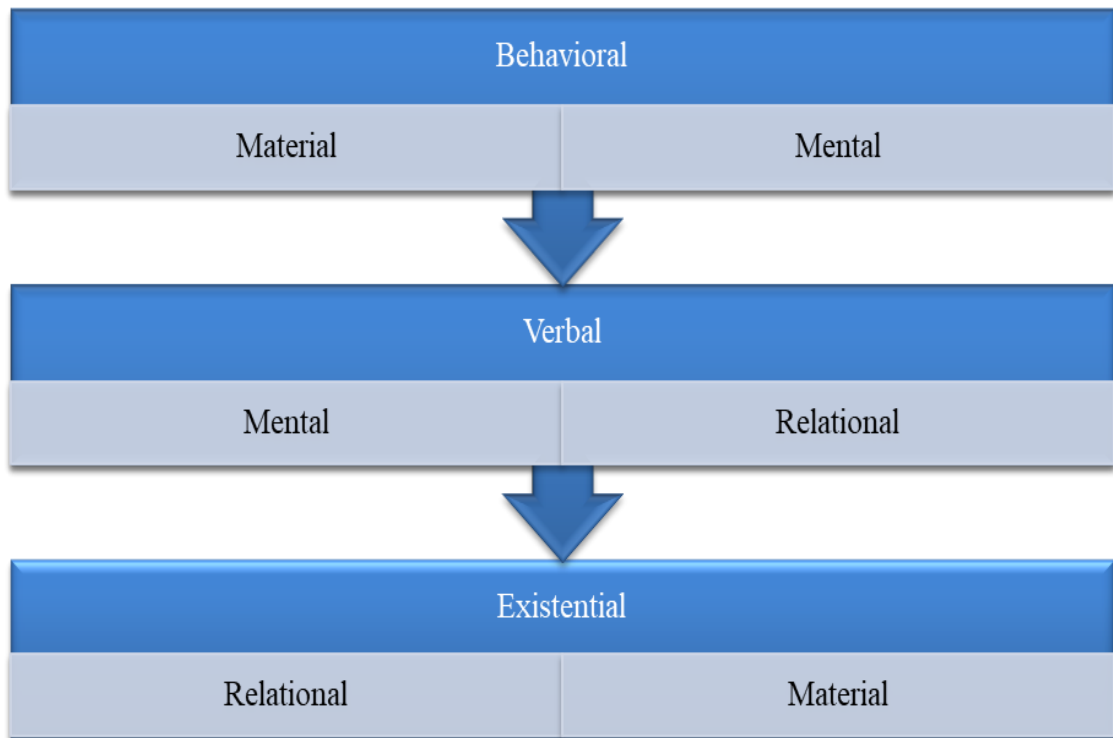 Behavioral
Material Mental
Verbal
Mental Relational
Existential
Relational Material